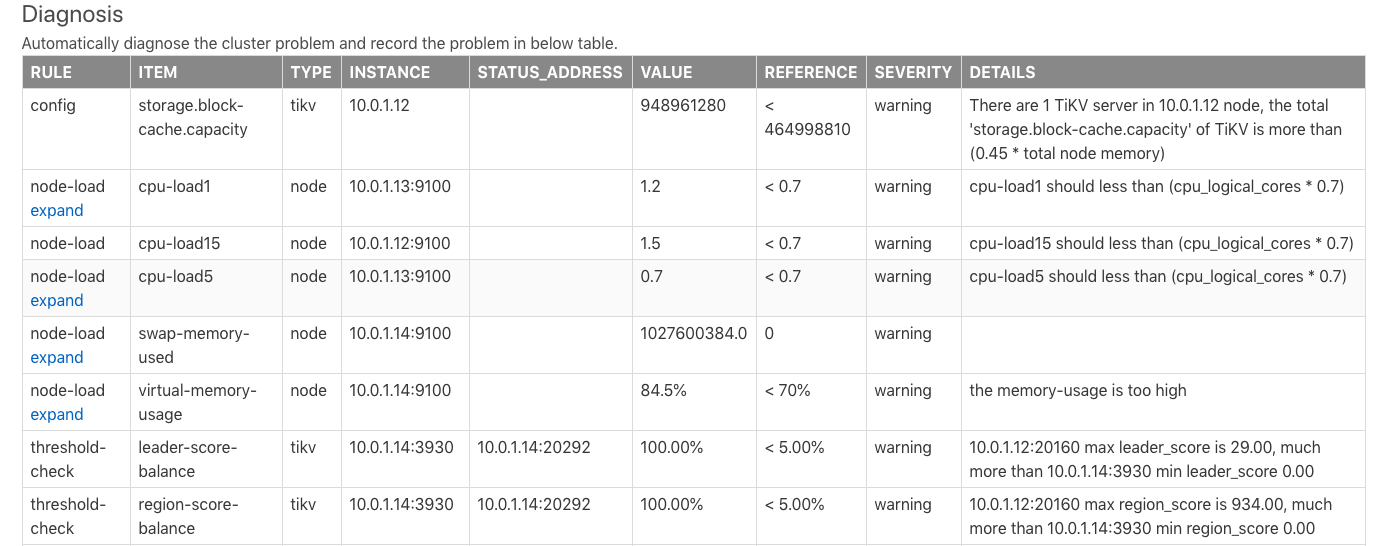 Diagnosis
Automatically diagnose the cluster problem and record the problem in below table.
RULE ITEM TYPE INSTANCE STATUS_ADDRESS VALUE REFERENCE SEVERITY DETAILS
config storage.block- tikv 10.0.1.12 948961280 < warning There are 1 TiKV server in 10.0.1.12 node, the total
cache.capacity 464998810 'storage.block-cache.capacity' of TiKV is more than
(0.45 * total node memory)
node-load cpu-load1 node 10.0.1.13:9100 1.2 < 0.7 warning cpu-load1 should less than (cpu_logical_cores * 0.7)
expand
node-load cpu-load15 node 10.0.1.12:9100 1.5 < 0.7 warning cpu-load15 should less than (cpu_logical_cores * 0.7)
node-load cpu-load5 node 10.0.1.13:9100 0.7 < 0.7 warning cpu-load5 should less than (cpu_logical_cores * 0.7)
expand
node-load swap-memory- node 10.0.1.14:9100 1027600384.0 0 warning
expand used
node-load virtual-memory- node 10.0.1.14:9100 84.5% < 70% warning the memory-usage is too high
expand usage
threshold- leader-score- tikv 10.0.1.14:3930 10.0.1.14:20292 100.00% < 5.00% warning 10.0.1.12:20160 max leader_score is 29.00, much
check balance more than 10.0.1.14:3930 min leader_score 0.00
threshold- region-score- tikv 10.0.1.14:3930 10.0.1.14:20292 100.00% < 5.00% warning 10.0.1.12:20160 max region_score is 934.00, much
check balance more than 10.0.1.14:3930 min region_score 0.00